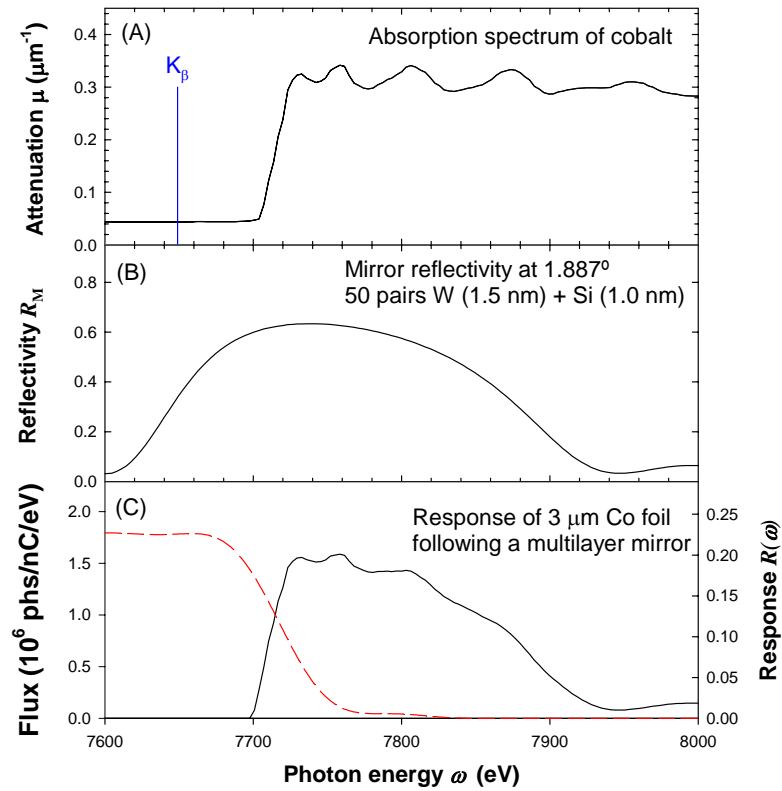 (A)
Absorption spectrum of cobalt
K_β
Attenuation μ (μm⁻¹)
0.4
0.3
0.2
0.1
0.0
(B)
Mirror reflectivity at 1.887º
50 pairs W (1.5 nm) + Si (1.0 nm)
Reflectivity R_M
0.6
0.4
0.2
0.0
(C)
Response of 3 μm Co foil
following a multilayer mirror
Flux (10⁶ phs/nC/eV)
2.0
1.5
1.0
0.5
0.0
0.25
0.20
0.15
0.10
0.05
0.00
Response R(ω)
7600 7700 7800 7900 8000
Photon energy ω (eV)